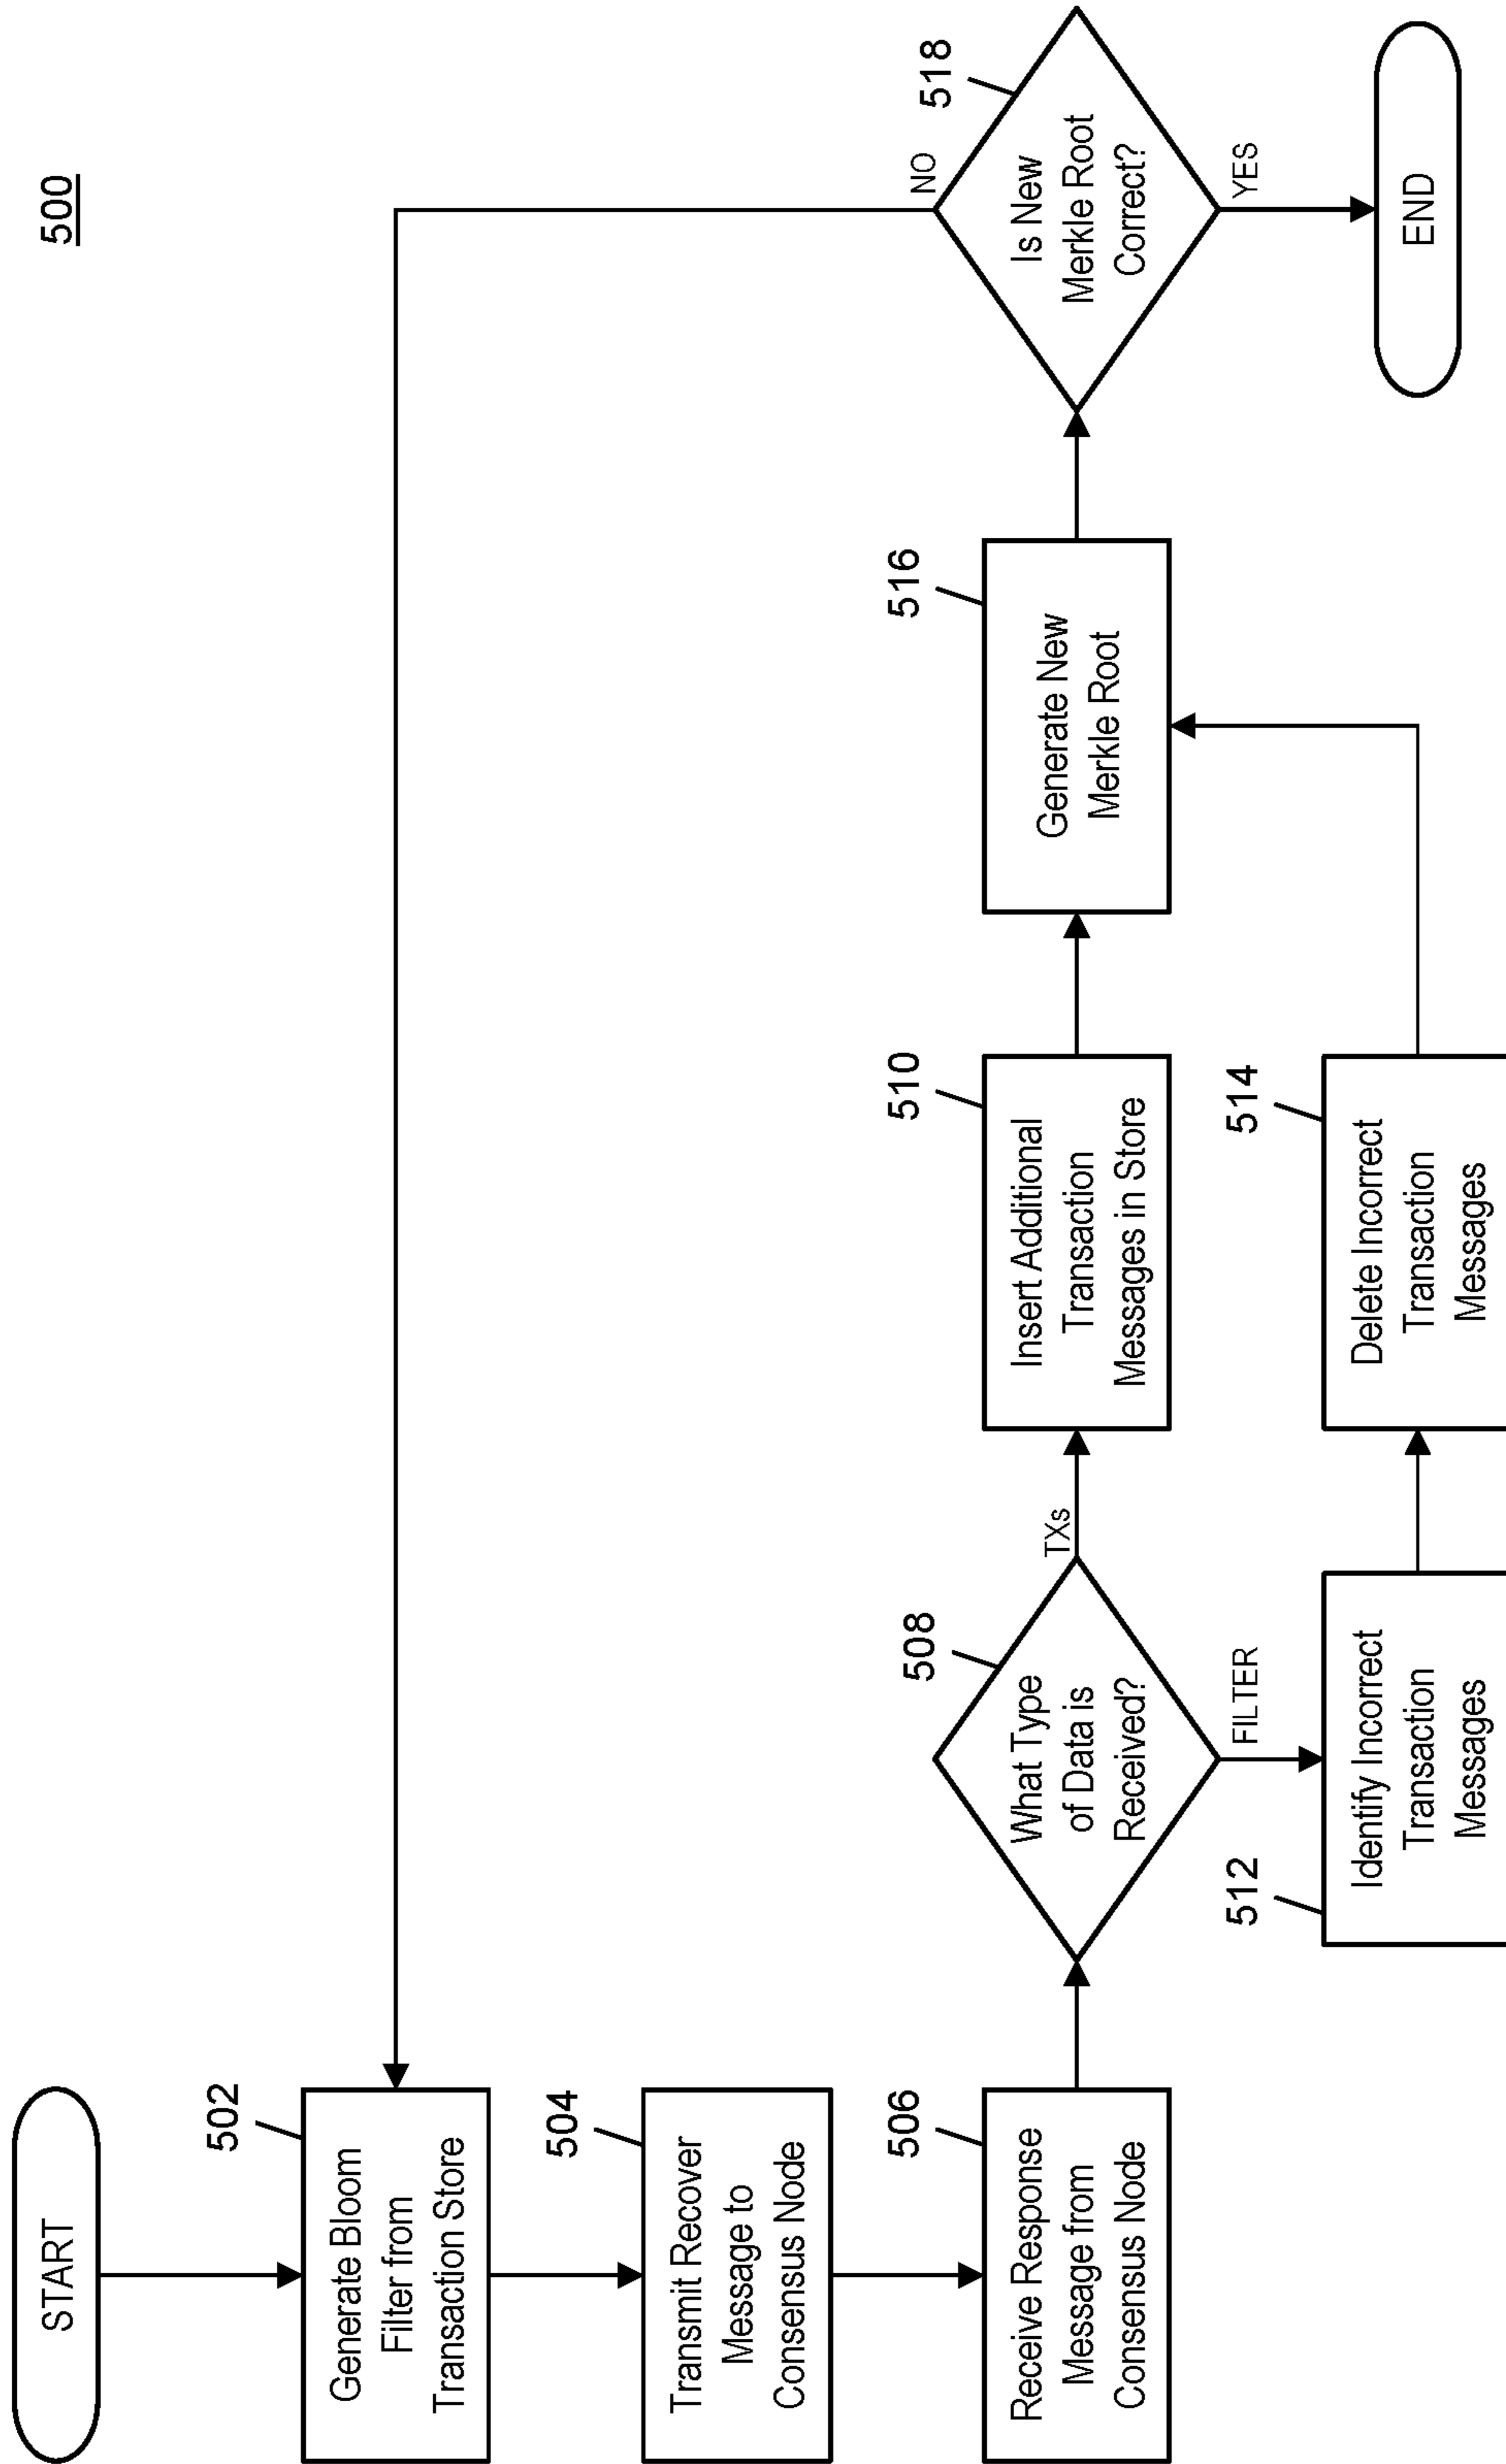 500
START
502
Generate Bloom
Filter from
Transaction Store
504
Transmit Recover
Message to
Consensus Node
506
Receive Response
Message from
Consensus Node
508
What Type
of Data is
Received?
TXs
FILTER
510
Insert Additional
Transaction
Messages in Store
512
Identify Incorrect
Transaction
Messages
514
Delete Incorrect
Transaction
Messages
516
Generate New
Merkle Root
518
Is New
Merkle Root
Correct?
NO
YES
END